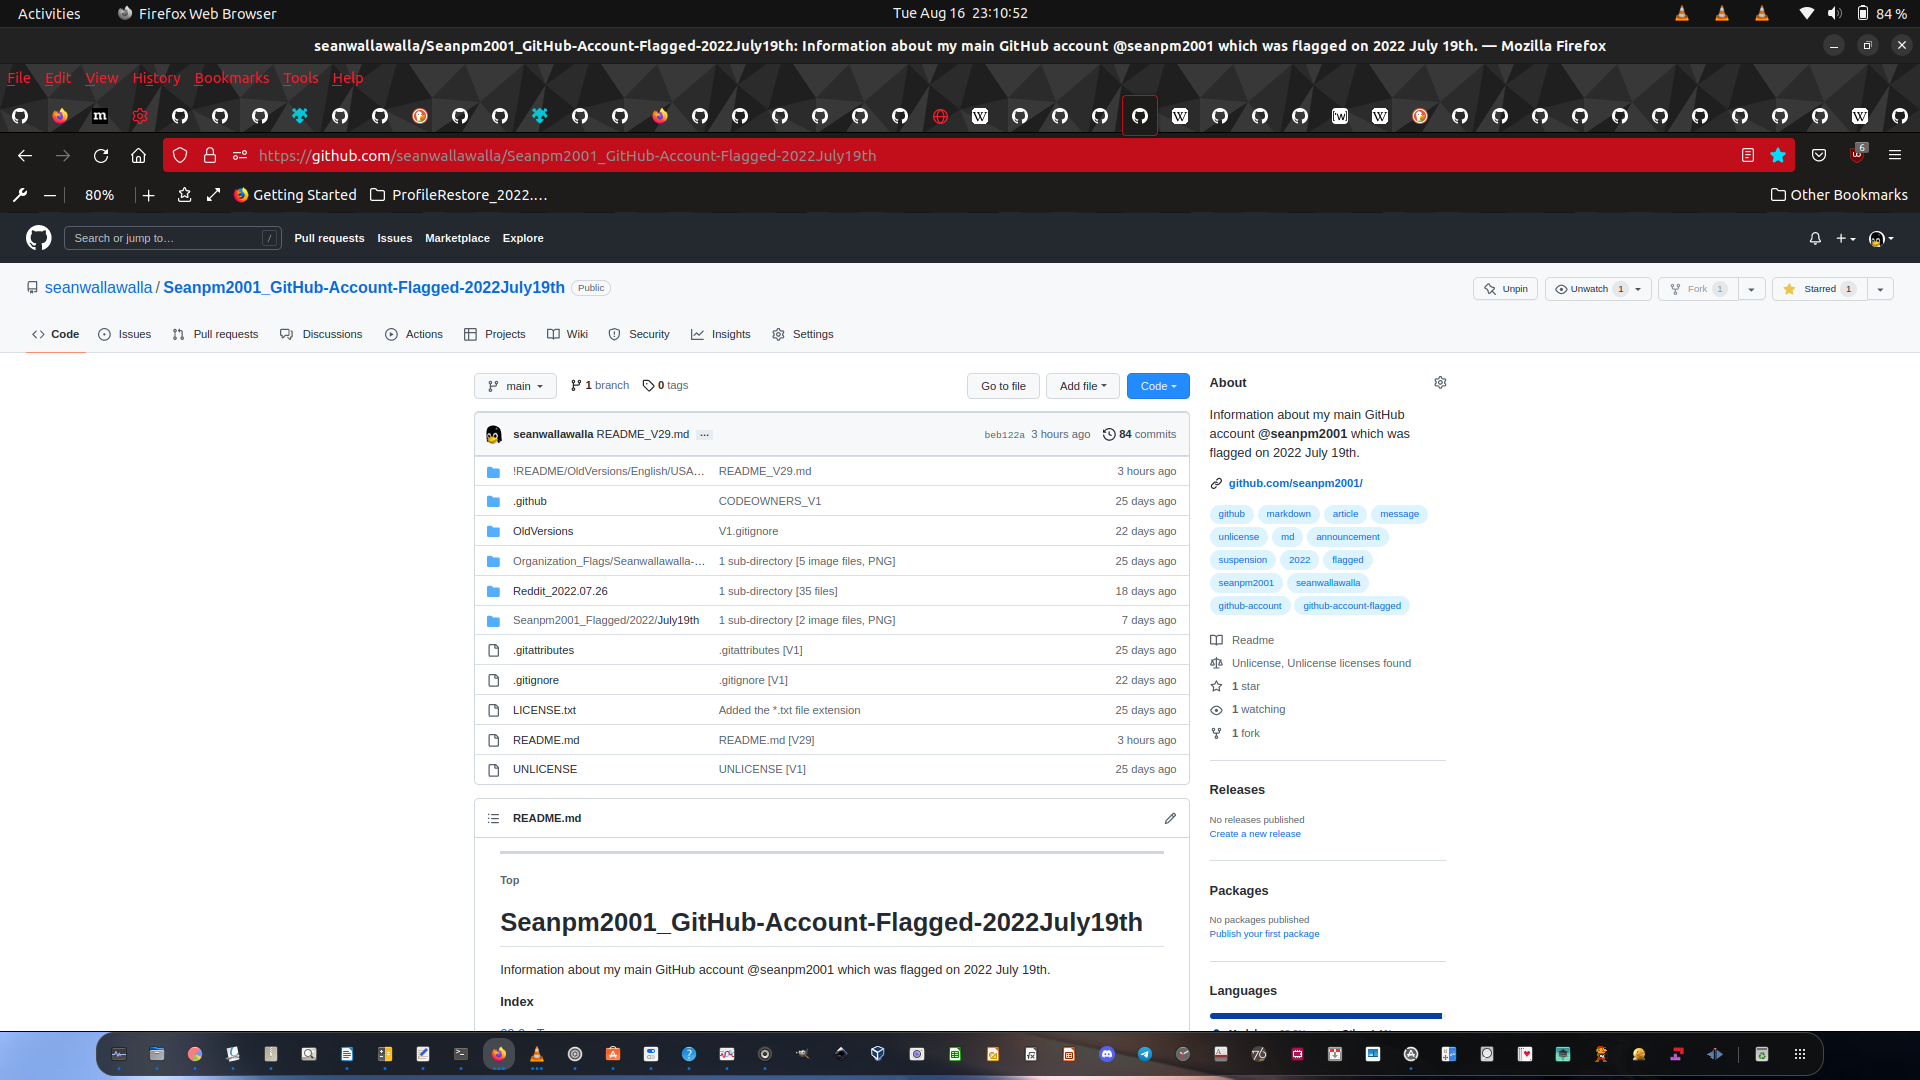 Activities Firefox Web Browser Tue Aug 16 23:10:52 84 %
seanwallawalla/Seanpm2001_GitHub-Account-Flagged-2022July19th: Information about my main GitHub account @seanpm2001 which was flagged on 2022 July 19th. — Mozilla Firefox
File Edit View History Bookmarks Tools Help
https://github.com/seanwallawalla/Seanpm2001_GitHub-Account-Flagged-2022July19th 6
80% Getting Started ProfileRestore_2022.… Other Bookmarks
Search or jump to… / Pull requests Issues Marketplace Explore
seanwallawalla / Seanpm2001_GitHub-Account-Flagged-2022July19th Public Unpin Unwatch 1 Fork 1 Starred 1
Code Issues Pull requests Discussions Actions Projects Wiki Security Insights Settings
main 1 branch 0 tags Go to file Add file Code
seanwallawalla README_V29.md ... beb122a 3 hours ago 84 commits
!README/OldVersions/English/USA… README_V29.md 3 hours ago
.github CODEOWNERS_V1 25 days ago
OldVersions V1.gitignore 22 days ago
Organization_Flags/Seanwallawalla-… 1 sub-directory [5 image files, PNG] 25 days ago
Reddit_2022.07.26 1 sub-directory [35 files] 18 days ago
Seanpm2001_Flagged/2022/July19th 1 sub-directory [2 image files, PNG] 7 days ago
.gitattributes .gitattributes [V1] 25 days ago
.gitignore .gitignore [V1] 22 days ago
LICENSE.txt Added the *.txt file extension 25 days ago
README.md README.md [V29] 3 hours ago
UNLICENSE UNLICENSE [V1] 25 days ago
README.md
Top
Seanpm2001_GitHub-Account-Flagged-2022July19th
Information about my main GitHub account @seanpm2001 which was flagged on 2022 July 19th.
Index
About
Information about my main GitHub
account @seanpm2001 which was
flagged on 2022 July 19th.
github.com/seanpm2001/
github markdown article message
unlicense md announcement
suspension 2022 flagged
seanpm2001 seanwallawalla
github-account github-account-flagged
Readme
Unlicense, Unlicense licenses found
1 star
1 watching
1 fork
Releases
No releases published
Create a new release
Packages
No packages published
Publish your first package
Languages